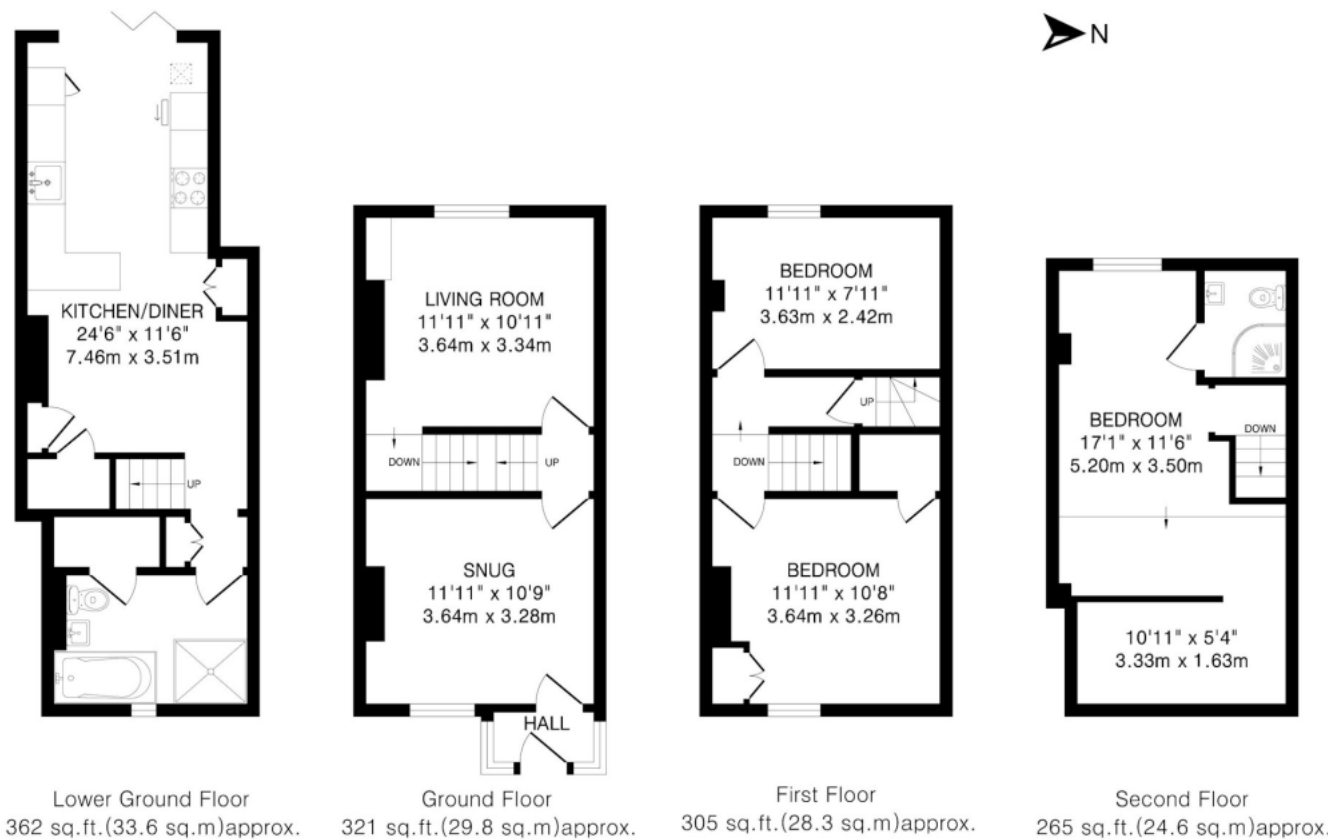 N
KITCHEN/DINER
24'6" x 11'6"
7.46m x 3.51m
UP
Lower Ground Floor
362 sq.ft.(33.6 sq.m)approx.
LIVING ROOM
11'11" x 10'11"
3.64m x 3.34m
DOWN
UP
SNUG
11'11" x 10'9"
3.64m x 3.28m
HALL
Ground Floor
321 sq.ft.(29.8 sq.m)approx.
BEDROOM
11'11" x 7'11"
3.63m x 2.42m
UP
DOWN
BEDROOM
11'11" x 10'8"
3.64m x 3.26m
First Floor
305 sq.ft.(28.3 sq.m)approx.
BEDROOM
17'1" x 11'6"
5.20m x 3.50m
DOWN
10'11" x 5'4"
3.33m x 1.63m
Second Floor
265 sq.ft.(24.6 sq.m)approx.